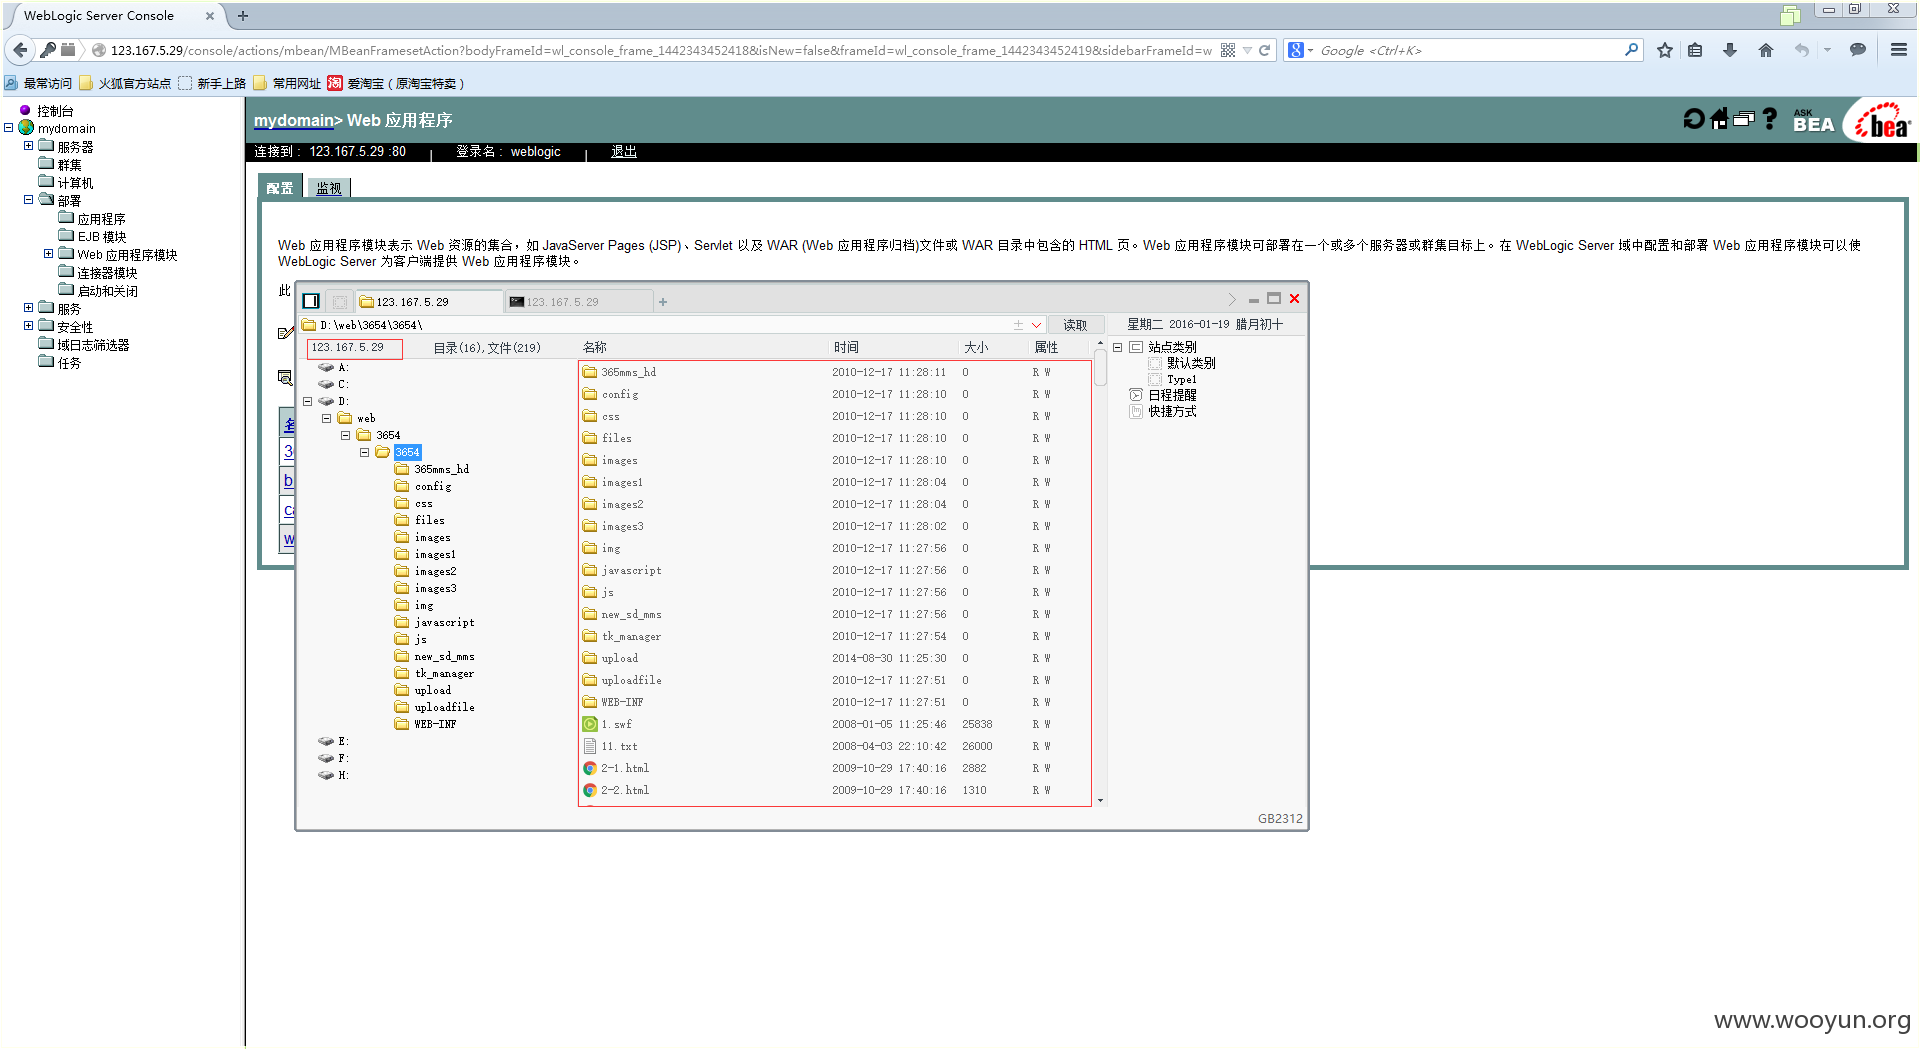 WebLogic Server Console
123.167.5.29/console/actions/mbean/MBeanFramesetAction?bodyFrameId=wl_console_frame_1442343452418&isNew=false&frameId=wl_console_frame_1442343452419&sidebarFrameId=w
Google <Ctrl+K>
最常访问 火狐官方站点 新手上路 常用网址 爱淘宝 ( 原淘宝特卖 )
控制台
mydomain
服务器
群集
计算机
部署
应用程序
EJB 模块
Web 应用程序模块
连接器模块
启动和关闭
服务
安全性
域日志筛选器
任务
mydomain> Web 应用程序
ASK
BEA
bea
连接到 : 123.167.5.29 :80 | 登录名 : weblogic | 退出
配置 监视
Web 应用程序模块表示 Web 资源的集合，如 JavaServer Pages (JSP)、Servlet 以及 WAR (Web 应用程序归档)文件或 WAR 目录中包含的 HTML 页。Web 应用程序模块可部署在一个或多个服务器或群集目标上。在 WebLogic Server 域中配置和部署 Web 应用程序模块可以使
WebLogic Server 为客户端提供 Web 应用程序模块。
此
123.167.5.29 123.167.5.29
D:\web\3654\3654\ 读取 星期二 2016-01-19 腊月初十
123.167.5.29 目录(16),文件(219)
A:
C:
D:
web
3654
3654
365mms_hd
config
css
files
images
images1
images2
images3
img
javascript
js
new_sd_mms
tk_manager
upload
uploadfile
WEB-INF
E:
F:
H:
名称 时间 大小 属性
365mms_hd 2010-12-17 11:28:11 0 R W
config 2010-12-17 11:28:10 0 R W
css 2010-12-17 11:28:10 0 R W
files 2010-12-17 11:28:10 0 R W
images 2010-12-17 11:28:10 0 R W
images1 2010-12-17 11:28:04 0 R W
images2 2010-12-17 11:28:04 0 R W
images3 2010-12-17 11:28:02 0 R W
img 2010-12-17 11:27:56 0 R W
javascript 2010-12-17 11:27:56 0 R W
js 2010-12-17 11:27:56 0 R W
new_sd_mms 2010-12-17 11:27:56 0 R W
tk_manager 2010-12-17 11:27:54 0 R W
upload 2014-08-30 11:25:30 0 R W
uploadfile 2010-12-17 11:27:51 0 R W
WEB-INF 2010-12-17 11:27:51 0 R W
1.swf 2008-01-05 11:25:46 25838 R W
11.txt 2008-04-03 22:10:42 26000 R W
2-1.html 2009-10-29 17:40:16 2882 R W
2-2.html 2009-10-29 17:40:16 1310 R W
站点类别
默认类别
Type1
日程提醒
快捷方式
GB2312
www.wooyun.org